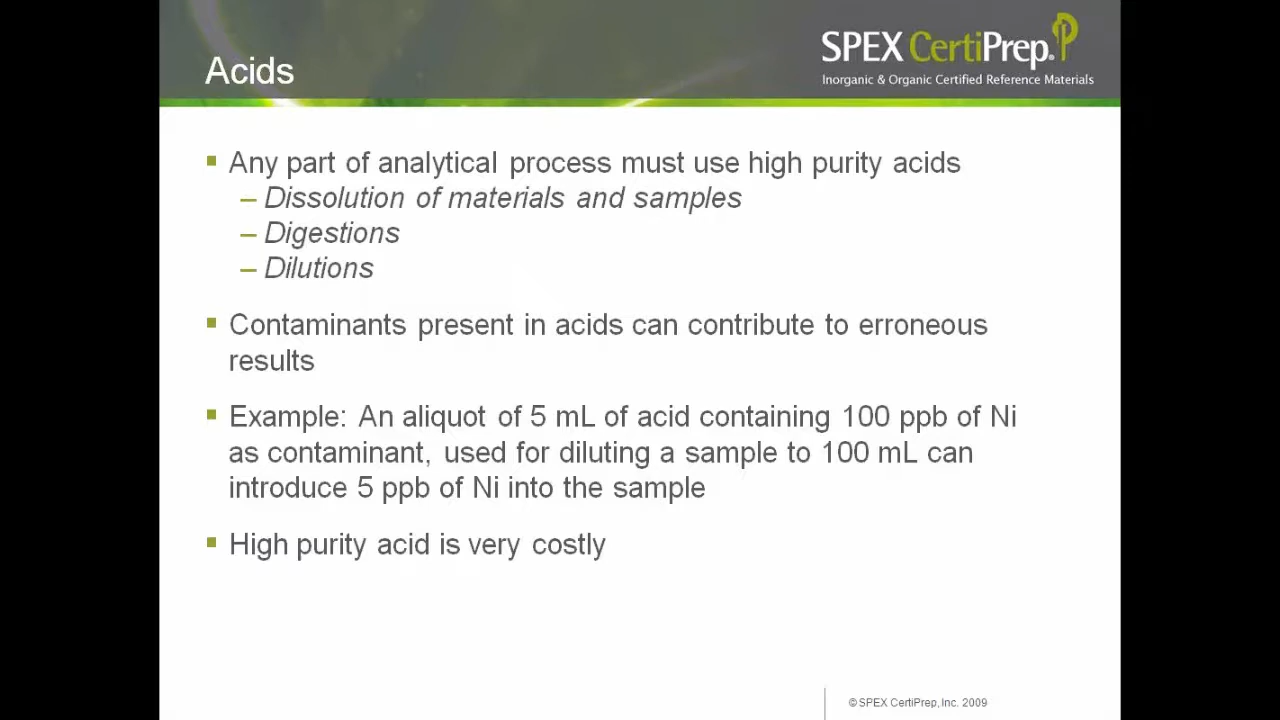 Acids
SPEX CertiPrep.
Inorganic & Organic Certified Reference Materials
▪ Any part of analytical process must use high purity acids
– Dissolution of materials and samples
– Digestions
– Dilutions
▪ Contaminants present in acids can contribute to erroneous
results
▪ Example: An aliquot of 5 mL of acid containing 100 ppb of Ni
as contaminant, used for diluting a sample to 100 mL can
introduce 5 ppb of Ni into the sample
▪ High purity acid is very costly
© SPEX CertiPrep, Inc. 2009